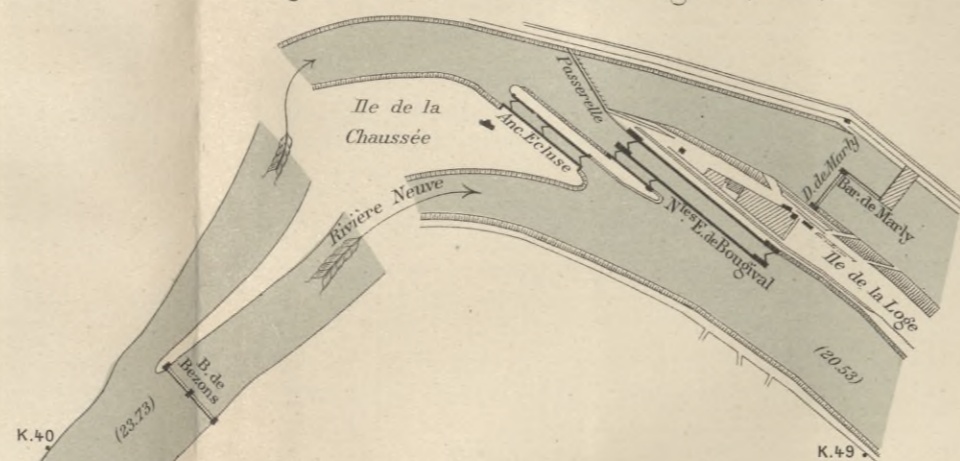 Passerelle
Ile de la
Chaussée
Anc. Ecluse
D. de Marly
Bar. de Marly
Rivière Neuve
Ntes E. de Bougival
Ile de la Loge
B. de
Bezons
(20.53)
(23.73)
K.40
K.49